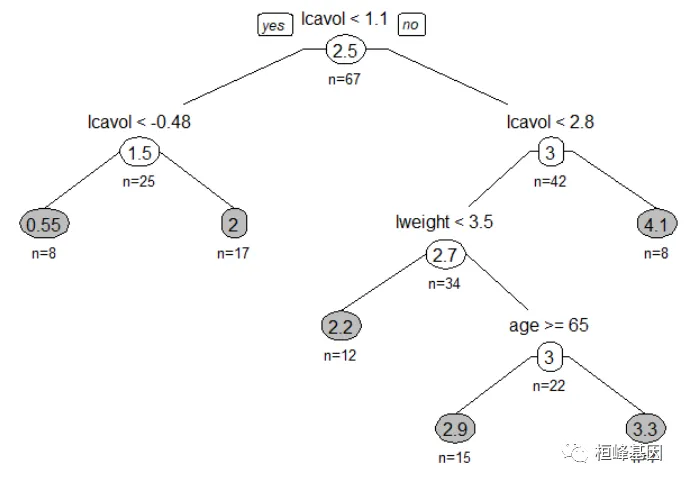 yes lcavol < 1.1 no
2.5
n=67
lcavol < -0.48
1.5
n=25
lcavol < 2.8
3
n=42
0.55
n=8
2
n=17
lweight < 3.5
2.7
n=34
4.1
n=8
2.2
n=12
age >= 65
3
n=22
2.9
n=15
3.3
桓峰基因